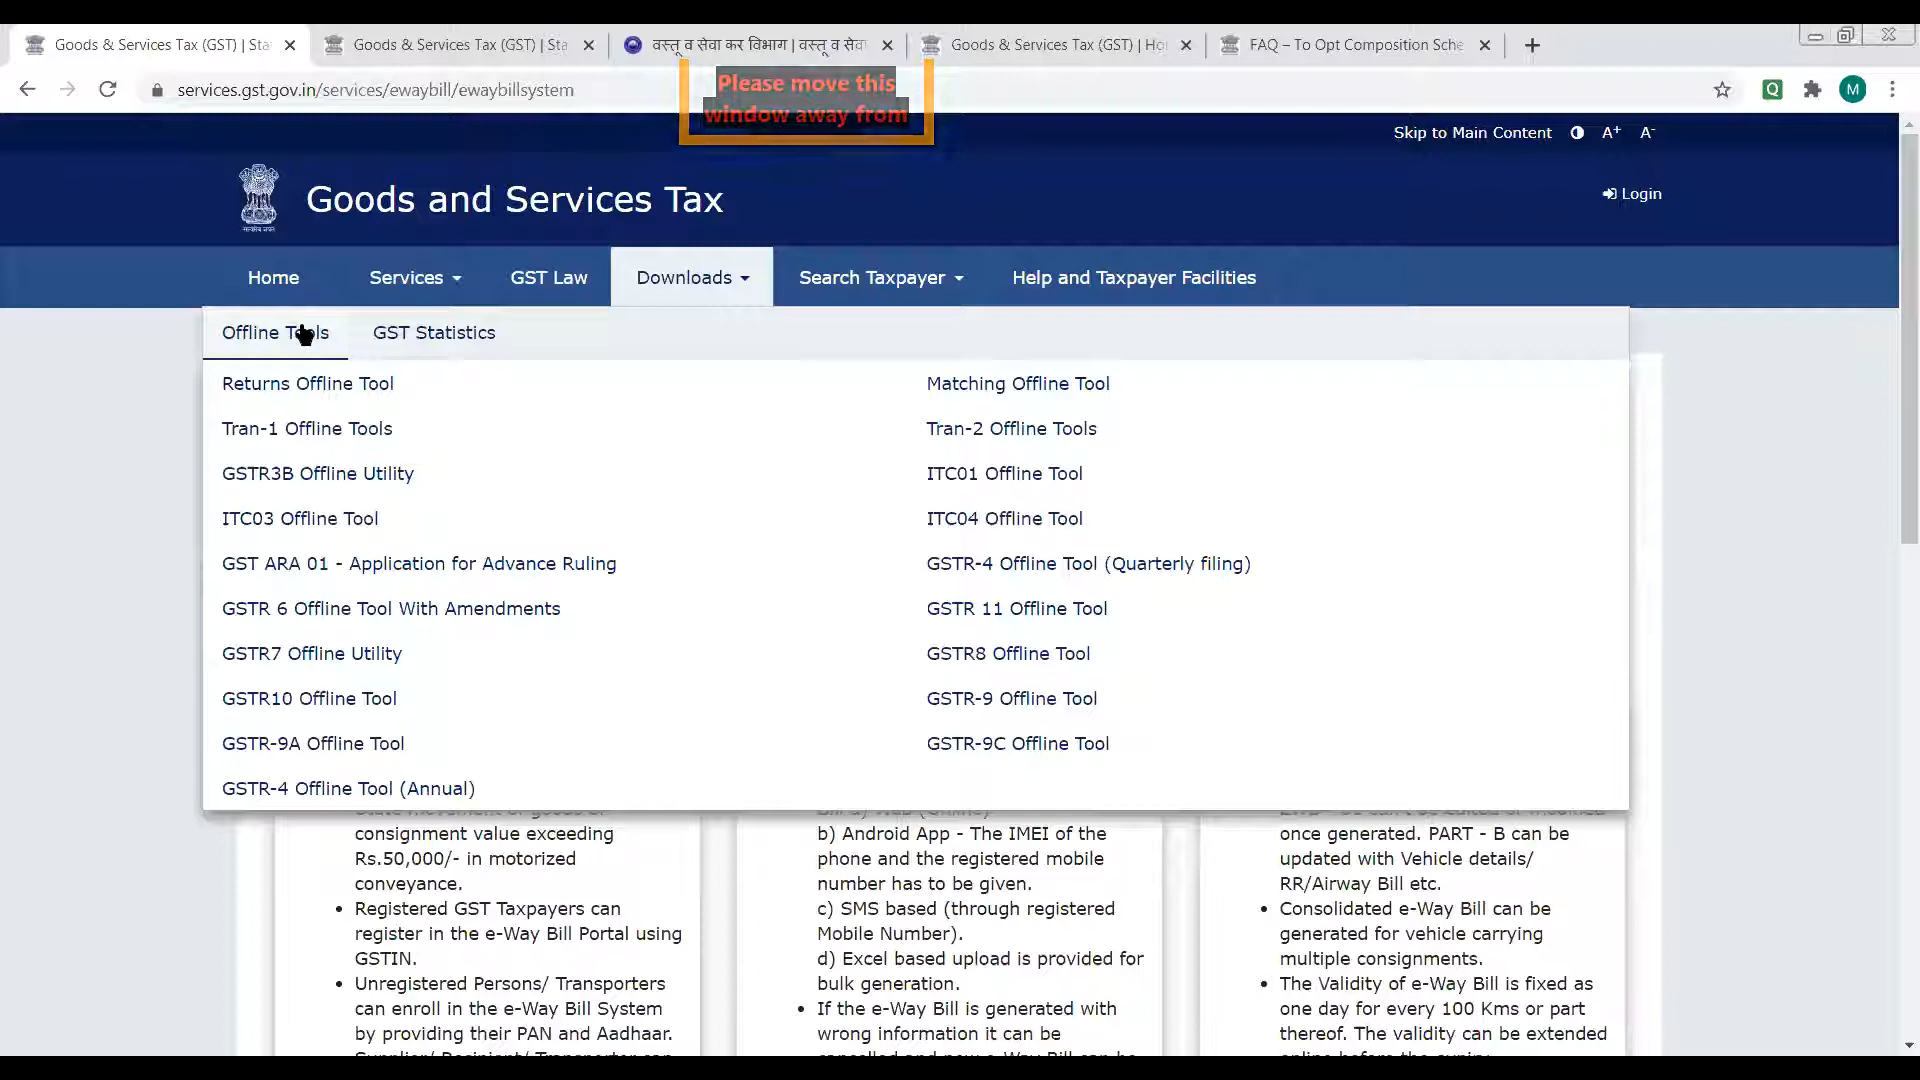 Goods & Services Tax (GST) | Sta
Goods & Services Tax (GST) | Sta
वस्तू व सेवा कर विभाग | वस्तू व सेवा
Goods & Services Tax (GST) | Ho
FAQ – To Opt Composition Sche
services.gst.gov.in/services/ewaybill/ewaybillsystem
Please move this
window away from
Q
M
Skip to Main Content
A+
A-
Goods and Services Tax
Login
Home
Services
GST Law
Downloads
Search Taxpayer
Help and Taxpayer Facilities
Offline Tools
GST Statistics
Returns Offline Tool
Matching Offline Tool
Tran-1 Offline Tools
Tran-2 Offline Tools
GSTR3B Offline Utility
ITC01 Offline Tool
ITC03 Offline Tool
ITC04 Offline Tool
GST ARA 01 - Application for Advance Ruling
GSTR-4 Offline Tool (Quarterly filing)
GSTR 6 Offline Tool With Amendments
GSTR 11 Offline Tool
GSTR7 Offline Utility
GSTR8 Offline Tool
GSTR10 Offline Tool
GSTR-9 Offline Tool
GSTR-9A Offline Tool
GSTR-9C Offline Tool
GSTR-4 Offline Tool (Annual)
consignment value exceeding
Rs.50,000/- in motorized
conveyance.
• Registered GST Taxpayers can
register in the e-Way Bill Portal using
GSTIN.
• Unregistered Persons/ Transporters
can enroll in the e-Way Bill System
by providing their PAN and Aadhaar.
b) Android App - The IMEI of the
phone and the registered mobile
number has to be given.
c) SMS based (through registered
Mobile Number).
d) Excel based upload is provided for
bulk generation.
• If the e-Way Bill is generated with
wrong information it can be
once generated. PART - B can be
updated with Vehicle details/
RR/Airway Bill etc.
• Consolidated e-Way Bill can be
generated for vehicle carrying
multiple consignments.
• The Validity of e-Way Bill is fixed as
one day for every 100 Kms or part
thereof. The validity can be extended